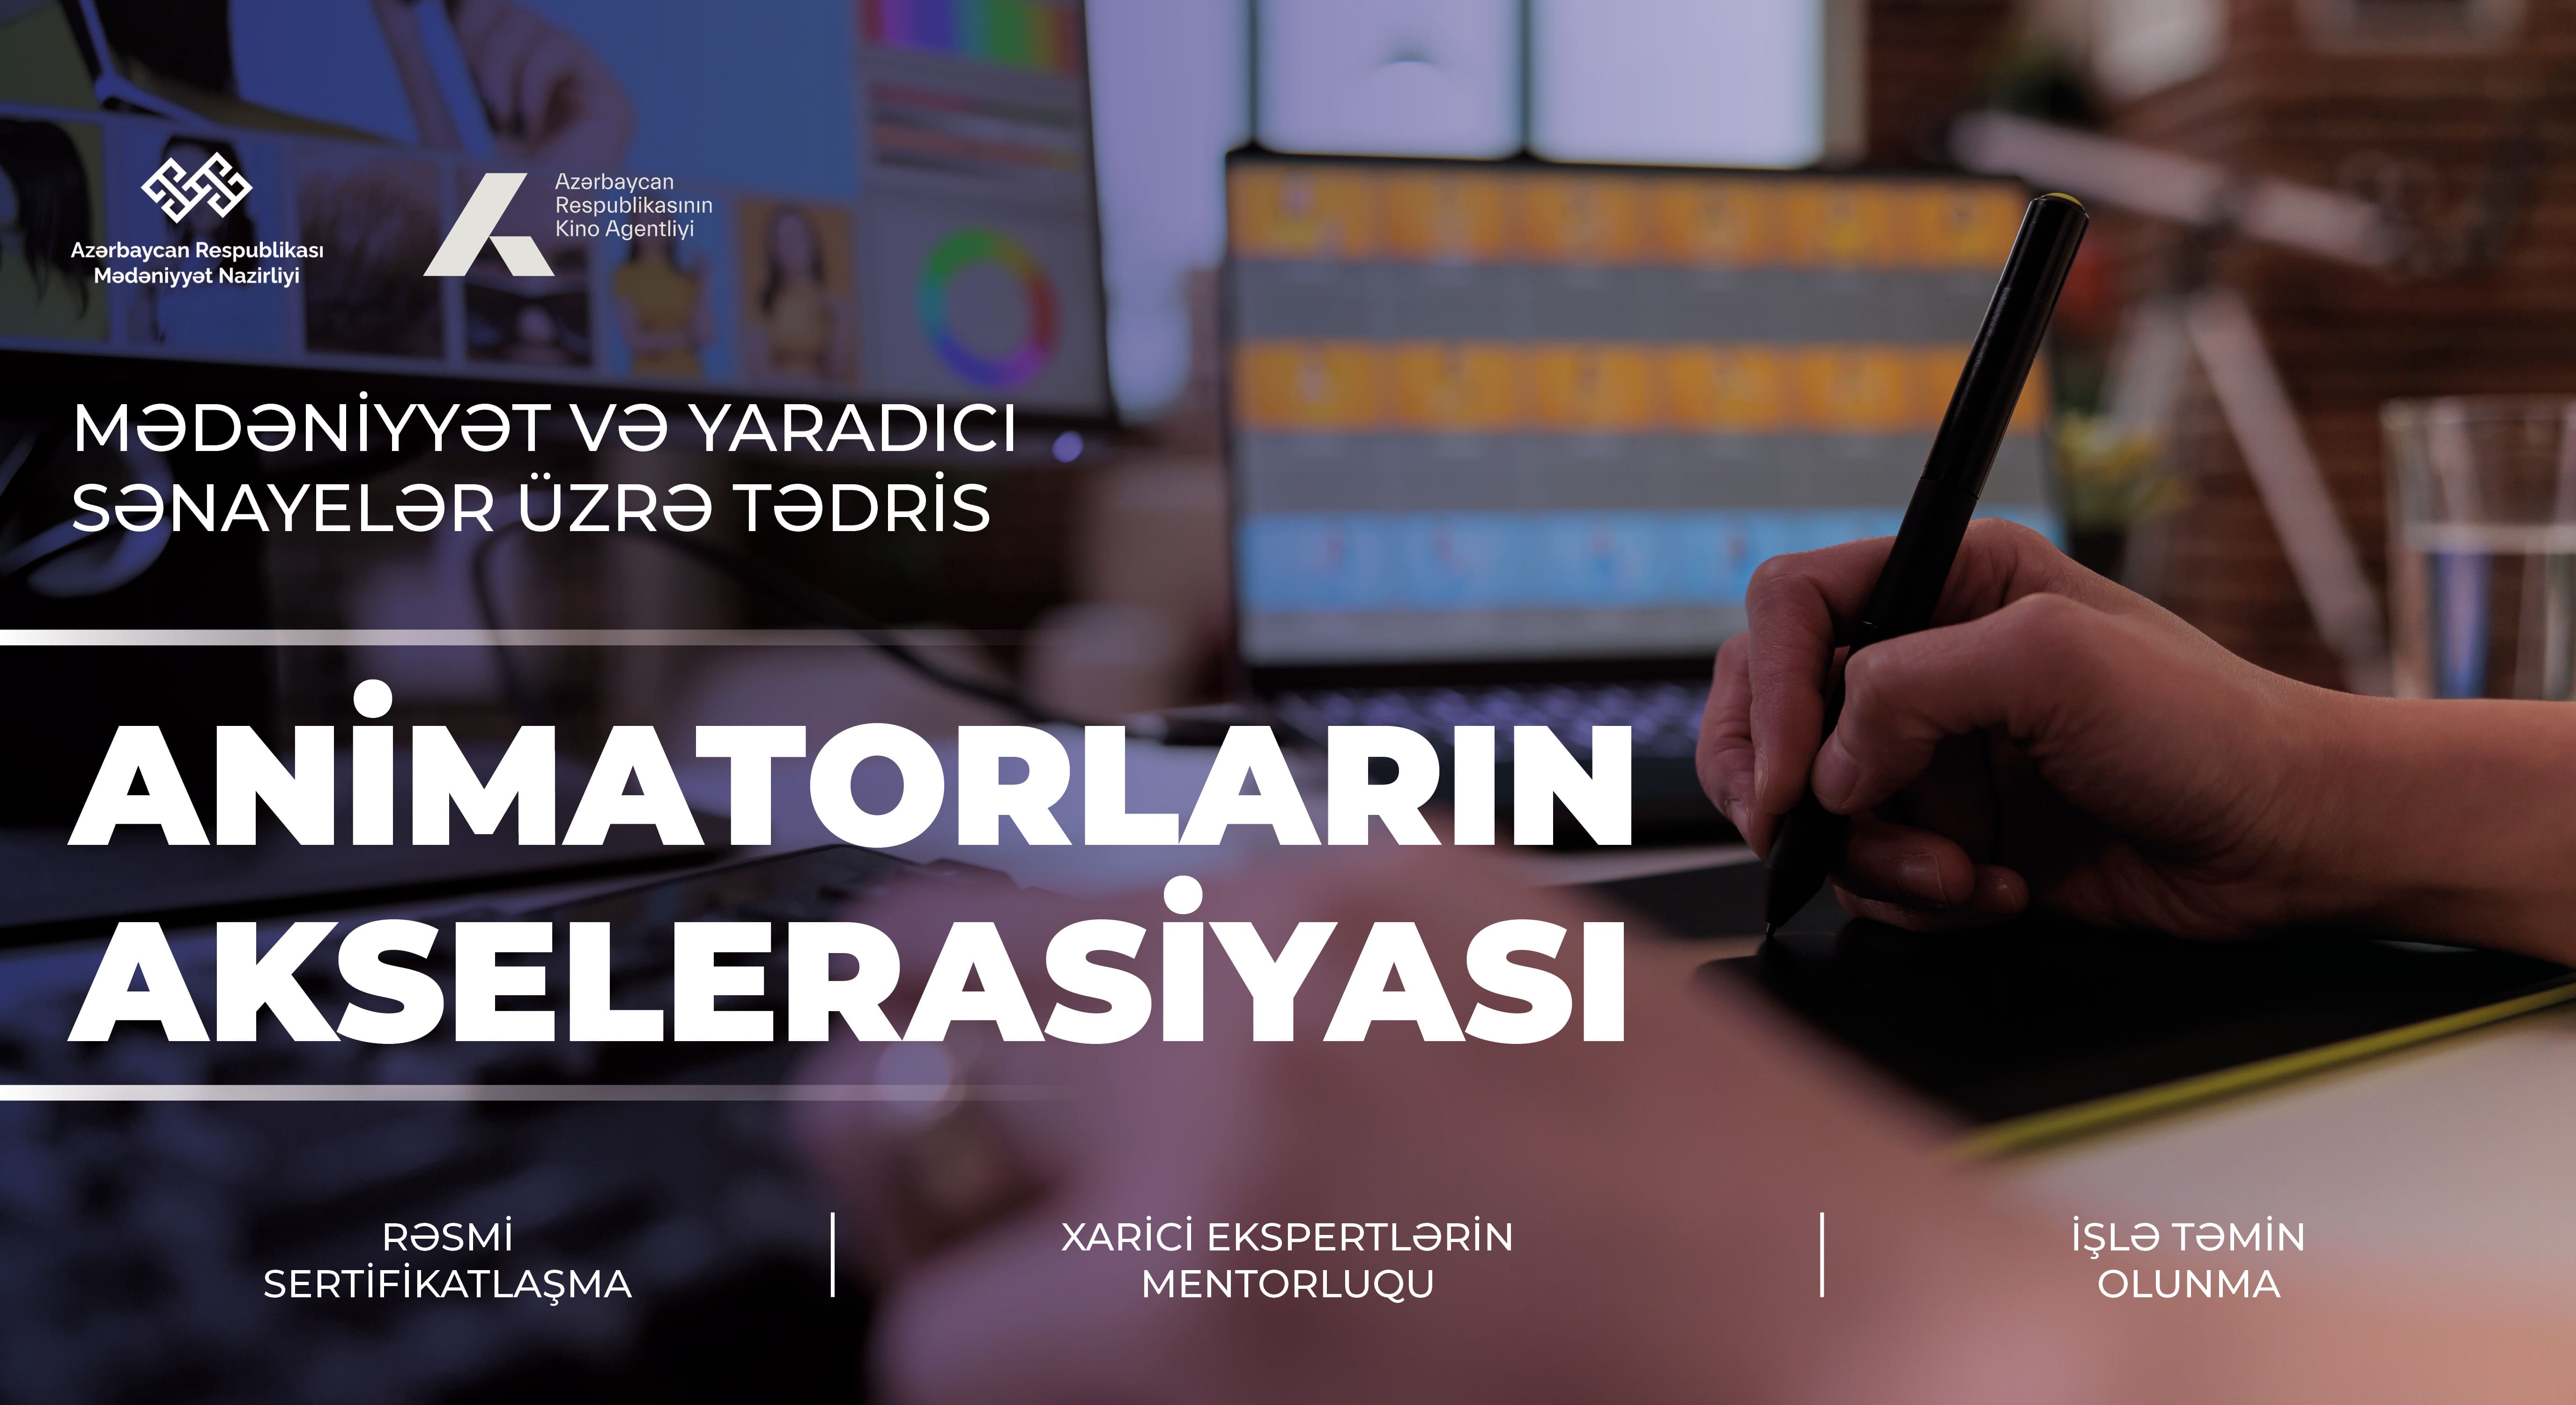 Azərbaycan Respublikası
Mədəniyyət Nazirliyi
Azərbaycan
Respublikasının
Kino Agentliyi
MƏDƏNİYYƏT VƏ YARADICI
SƏNAYELƏR ÜZRƏ TƏDRİS
ANİMATORLARIN
AKSELERASİYASI
RƏSMİ
SERTİFİKATLAŞMA
XARİCİ EKSPERTLƏRİN
MENTORLUQU
İŞLƏ TƏMİN
OLUNMA